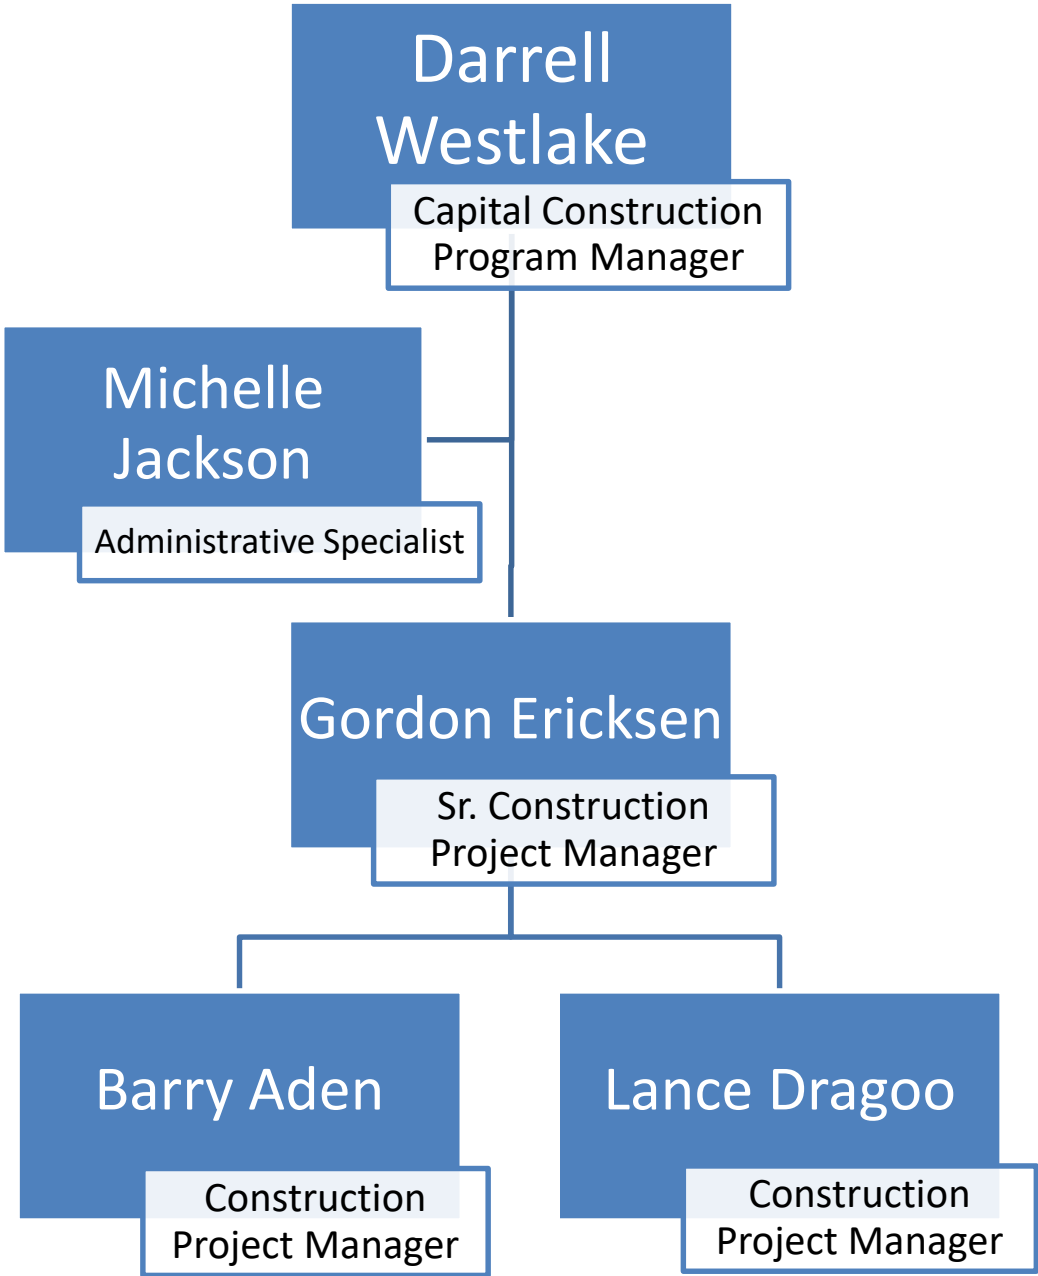 Darrell
Westlake
Capital Construction
Program Manager
Michelle
Jackson
Administrative Specialist
Gordon Ericksen
Sr. Construction
Project Manager
Barry Aden
Construction
Project Manager
Lance Dragoo
Construction
Project Manager